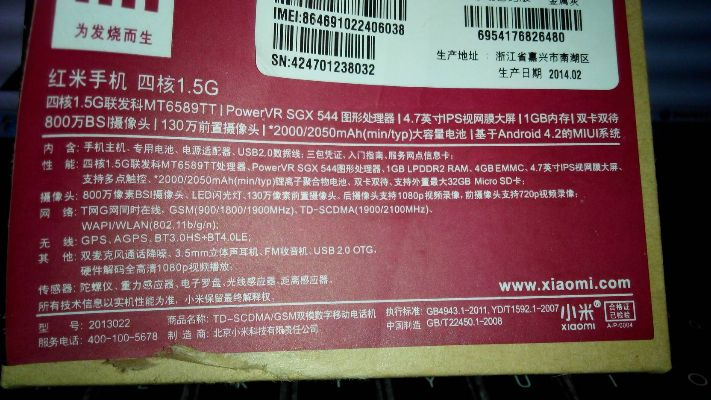 为发烧而生
金属灰
IMEI:864691022406038
SN:424701238032
6954176826480
生产地址：浙江省嘉兴市南湖区
生产日期 2014.02
红米手机 四核1.5G
四核1.5G联发科MT6589TT | PowerVR SGX 544 图形处理器 | 4.7英寸IPS视网膜大屏 | 1GB内存 | 双卡双待
800万BSI摄像头 | 130万前置摄像头 | *2000/2050mAh(min/typ)大容量电池 | 基于Android 4.2的MIUI系统
内 含: 手机主机、专用电池、电源适配器、USB2.0数据线; 三包凭证、入门指南、服务网点信息卡;
性 能: 四核1.5G联发科MT6589TT处理器、PowerVR SGX 544图形处理器、1GB LPDDR2 RAM、4GB EMMC、4.7英寸IPS视网膜大屏、
支持多点触控、*2000/2050mAh(min/typ)锂离子聚合物电池、双卡双待、支持外置最大32GB Micro SD卡;
摄像头: 800万像素BSI摄像头、LED闪光灯、130万像素前置摄像头、后摄像头支持1080p视频录像、前摄像头支持720p视频录像;
网 络: T网G网同时在线、GSM(900/1800/1900MHz)、TD-SCDMA(1900/2100MHz)、
WAPI/WLAN(802.11b/g/n);
无 线: GPS、AGPS、BT3.0HS+BT4.0LE;
其 他: 双麦克风通话降噪、3.5mm立体声耳机、FM收音机、USB 2.0 OTG、
硬件解码全高清1080p视频播放;
传感器: 陀螺仪、重力感应器、电子罗盘、光线感应器、距离感应器.
所有技术信息以实机性能为准，小米保留最终解释权.
www.xiaomi.com
型 号: 2013022 商品名称: TD-SCDMA/GSM双模数字移动电话机 执行标准: GB4943.1-2011, YD/T1592.1-2007
服务电话: 400-100-5678 制 造 商: 北京小米科技有限责任公司 中国制造 GB/T22450.1-2008
小米
xiaomi
合格证
已检验
A/P-0004